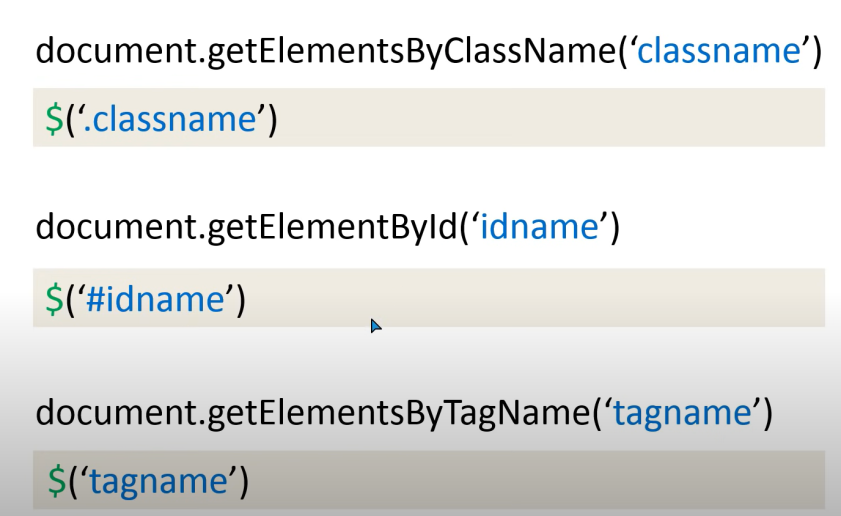 document.getElementsByClassName(‘classname’)
$(‘.classname’)
document.getElementById(‘idname’)
$(‘#idname’)
document.getElementsByTagName(‘tagname’)
$(‘tagname’)